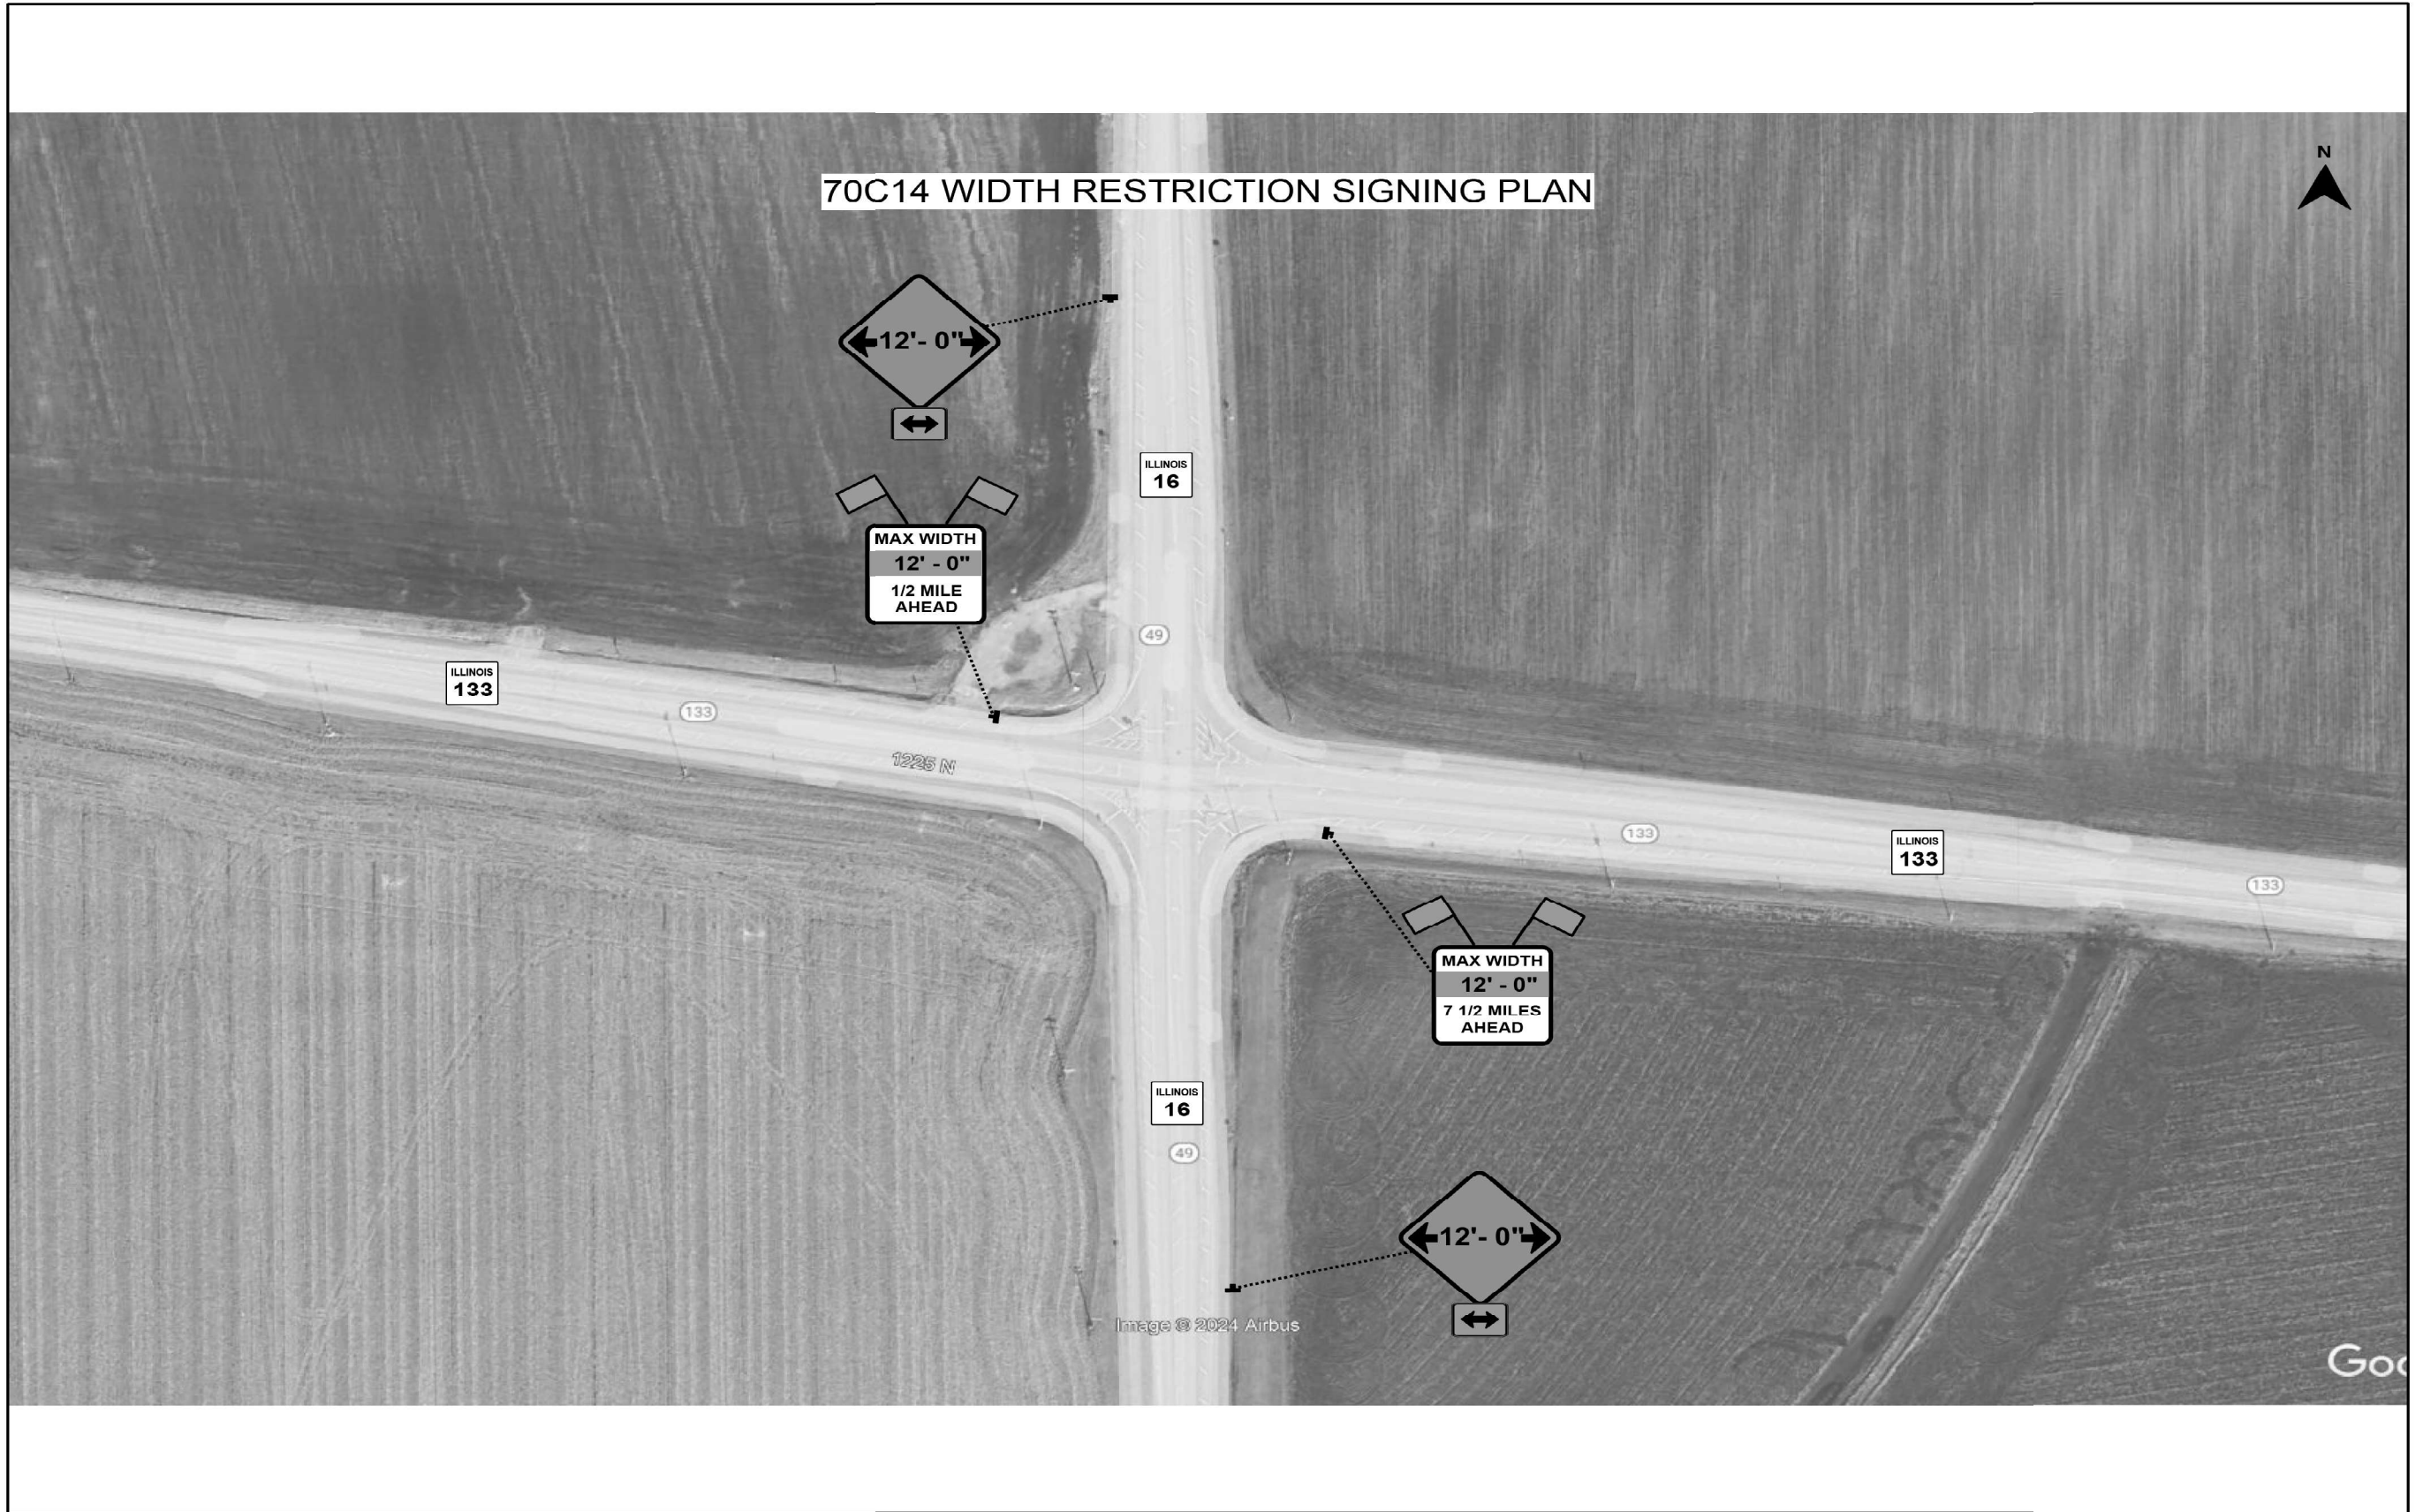 N
70C14 WIDTH RESTRICTION SIGNING PLAN
12'- 0"
ILLINOIS
16
MAX WIDTH
12' - 0"
1/2 MILE
AHEAD
49
ILLINOIS
133
133
1225 N
133
ILLINOIS
133
133
MAX WIDTH
12' - 0"
7 1/2 MILES
AHEAD
ILLINOIS
16
49
12'- 0"
Image © 2024 Airbus
Goo